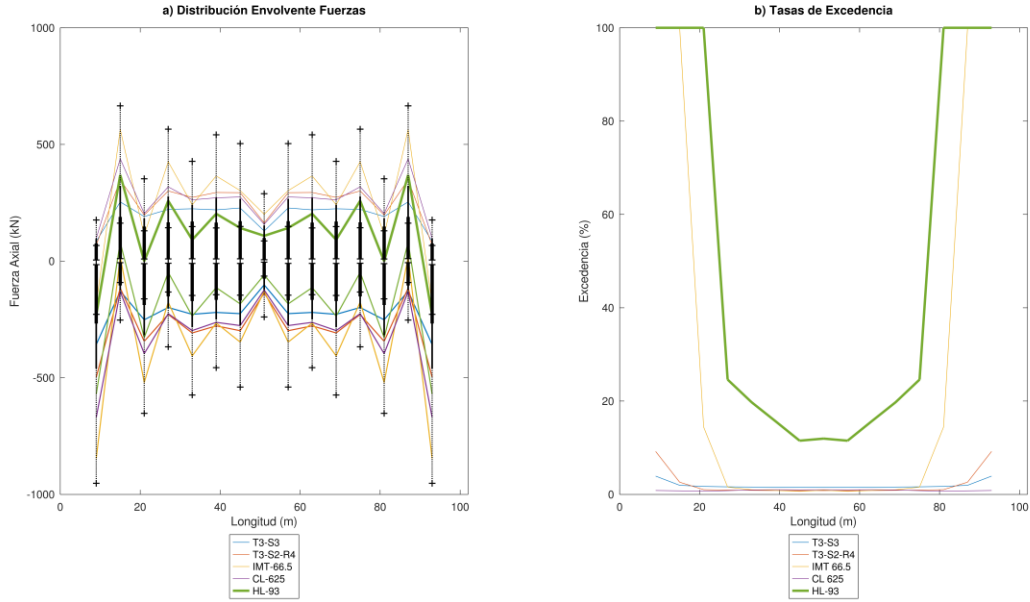 a) Distribución Envolvente Fuerzas
1000
500
0
-500
-1000
Fuerza Axial (kN)
0
20
40
60
80
100
Longitud (m)
T3-S3
T3-S2-R4
IMT-66.5
CL-625
HL-93
b) Tasas de Excedencia
100
80
60
40
20
0
Excedencia (%)
0
20
40
60
80
100
Longitud (m)
T3-S3
T3-S2-R4
IMT 66.5
CL 625
HL-93